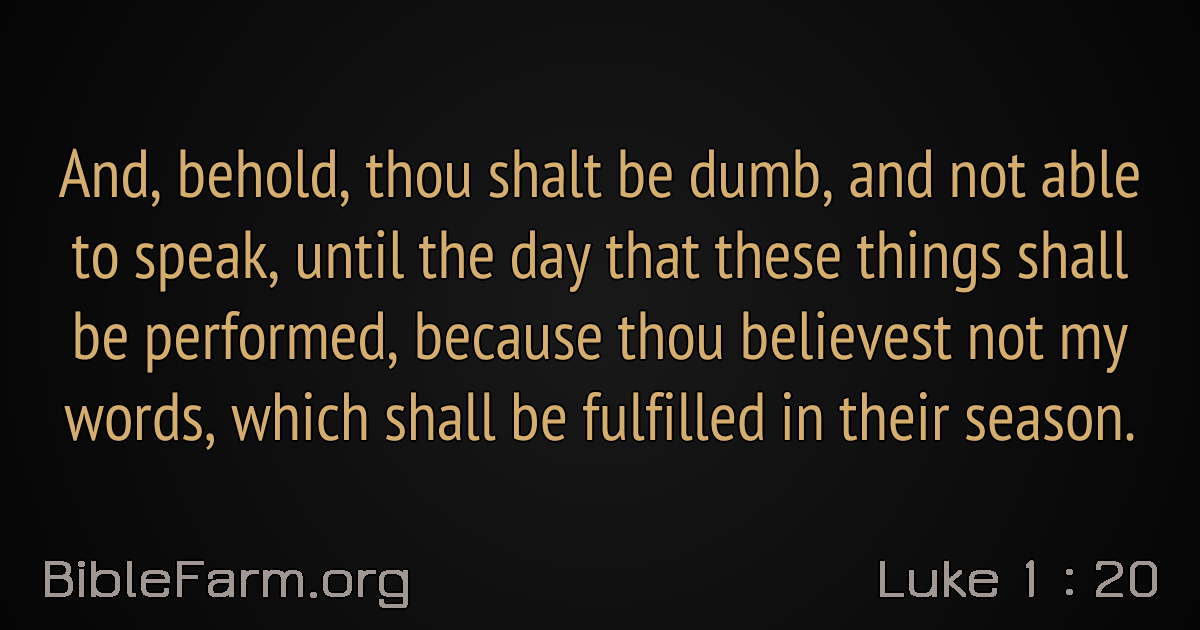 And, behold, thou shalt be dumb, and not able
to speak, until the day that these things shall
be performed, because thou believest not my
words, which shall be fulfilled in their season.
BibleFarm.org
Luke 1 : 20